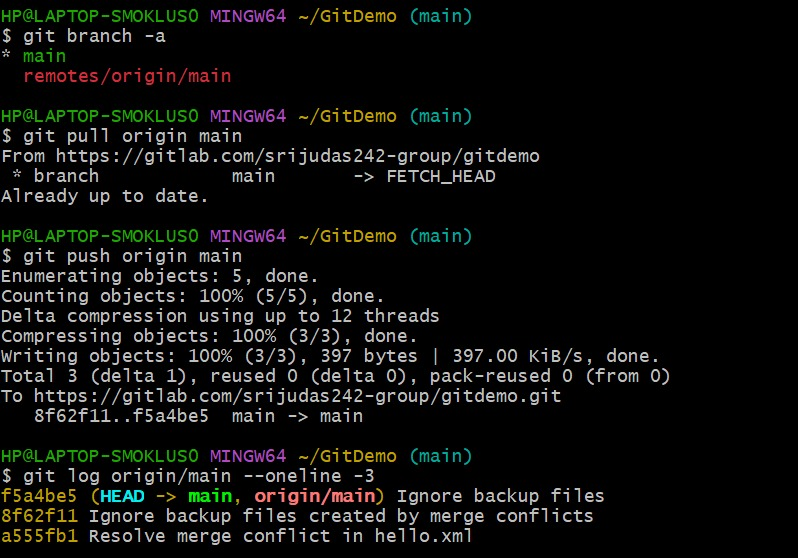 HP@LAPTOP-SMOKLUS0 MINGW64 ~/GitDemo (main)
$ git branch -a
* main
  remotes/origin/main
HP@LAPTOP-SMOKLUS0 MINGW64 ~/GitDemo (main)
$ git pull origin main
From https://gitlab.com/srijudas242-group/gitdemo
 * branch            main       -> FETCH_HEAD
Already up to date.
HP@LAPTOP-SMOKLUS0 MINGW64 ~/GitDemo (main)
$ git push origin main
Enumerating objects: 5, done.
Counting objects: 100% (5/5), done.
Delta compression using up to 12 threads
Compressing objects: 100% (3/3), done.
Writing objects: 100% (3/3), 397 bytes | 397.00 KiB/s, done.
Total 3 (delta 1), reused 0 (delta 0), pack-reused 0 (from 0)
To https://gitlab.com/srijudas242-group/gitdemo.git
   8f62f11..f5a4be5  main -> main
HP@LAPTOP-SMOKLUS0 MINGW64 ~/GitDemo (main)
$ git log origin/main --oneline -3
f5a4be5 (HEAD -> main, origin/main) Ignore backup files
8f62f11 Ignore backup files created by merge conflicts
a555fb1 Resolve merge conflict in hello.xml